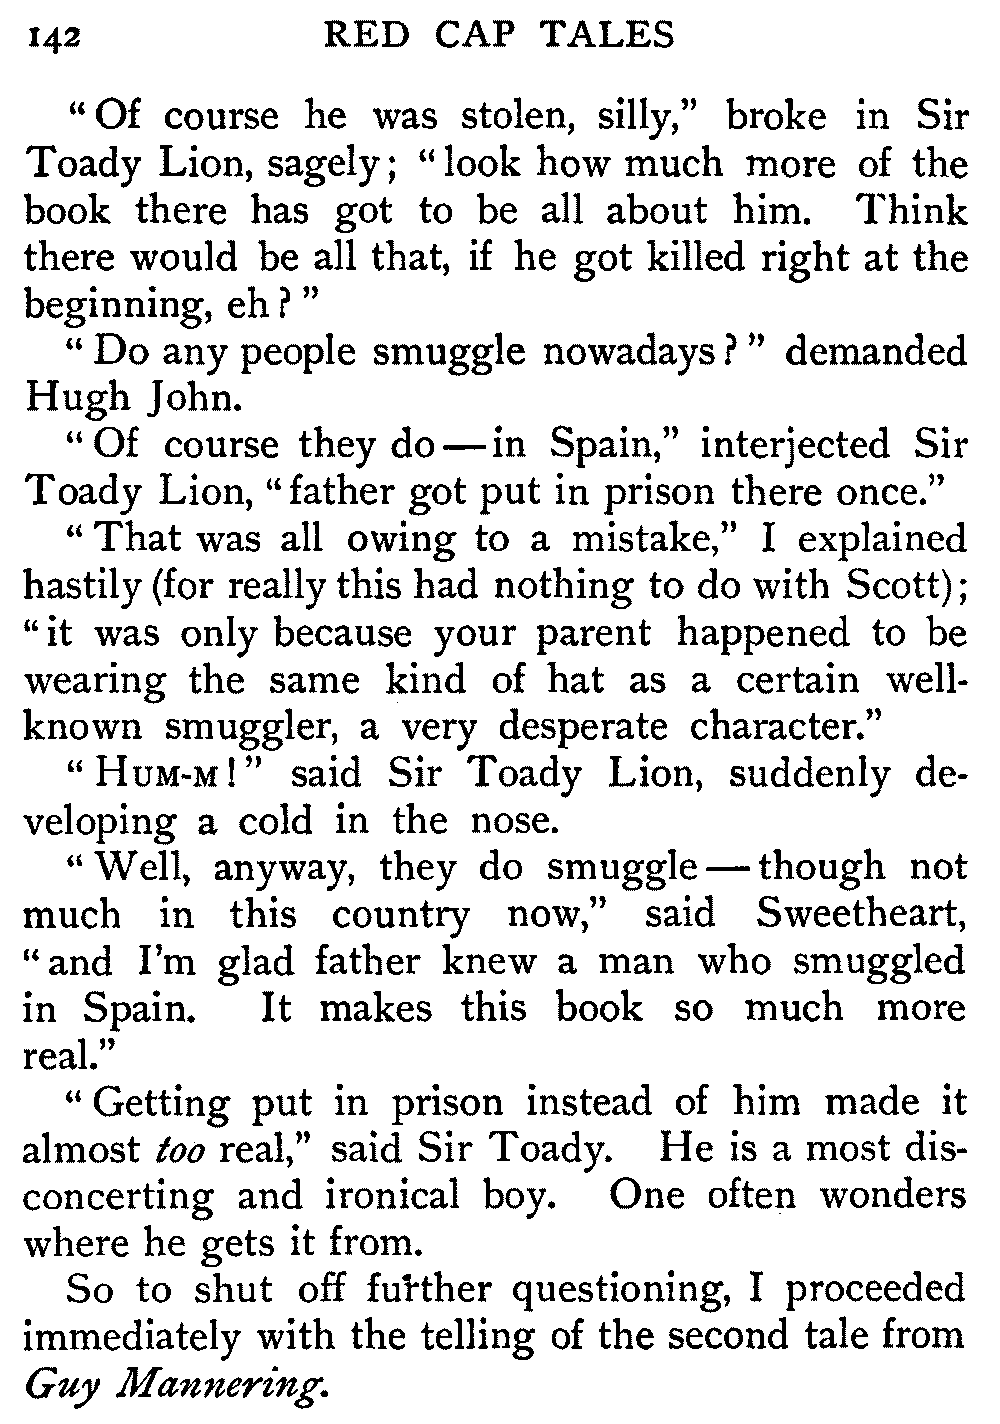 142 RED CAP TALES
“Of course he was stolen, silly,” broke in Sir
Toady Lion, sagely; “look how much more of the
book there has got to be all about him. Think
there would be all that, if he got killed right at the
beginning, eh?”
“Do any people smuggle nowadays?” demanded
Hugh John.
“Of course they do—in Spain,” interjected Sir
Toady Lion, “father got put in prison there once.”
“That was all owing to a mistake,” I explained
hastily (for really this had nothing to do with Scott);
“it was only because your parent happened to be
wearing the same kind of hat as a certain well-
known smuggler, a very desperate character.”
“HUM-M!” said Sir Toady Lion, suddenly de-
veloping a cold in the nose.
“Well, anyway, they do smuggle—though not
much in this country now,” said Sweetheart,
“and I’m glad father knew a man who smuggled
in Spain. It makes this book so much more
real.”
“Getting put in prison instead of him made it
almost too real,” said Sir Toady. He is a most dis-
concerting and ironical boy. One often wonders
where he gets it from.
So to shut off further questioning, I proceeded
immediately with the telling of the second tale from
Guy Mannering.